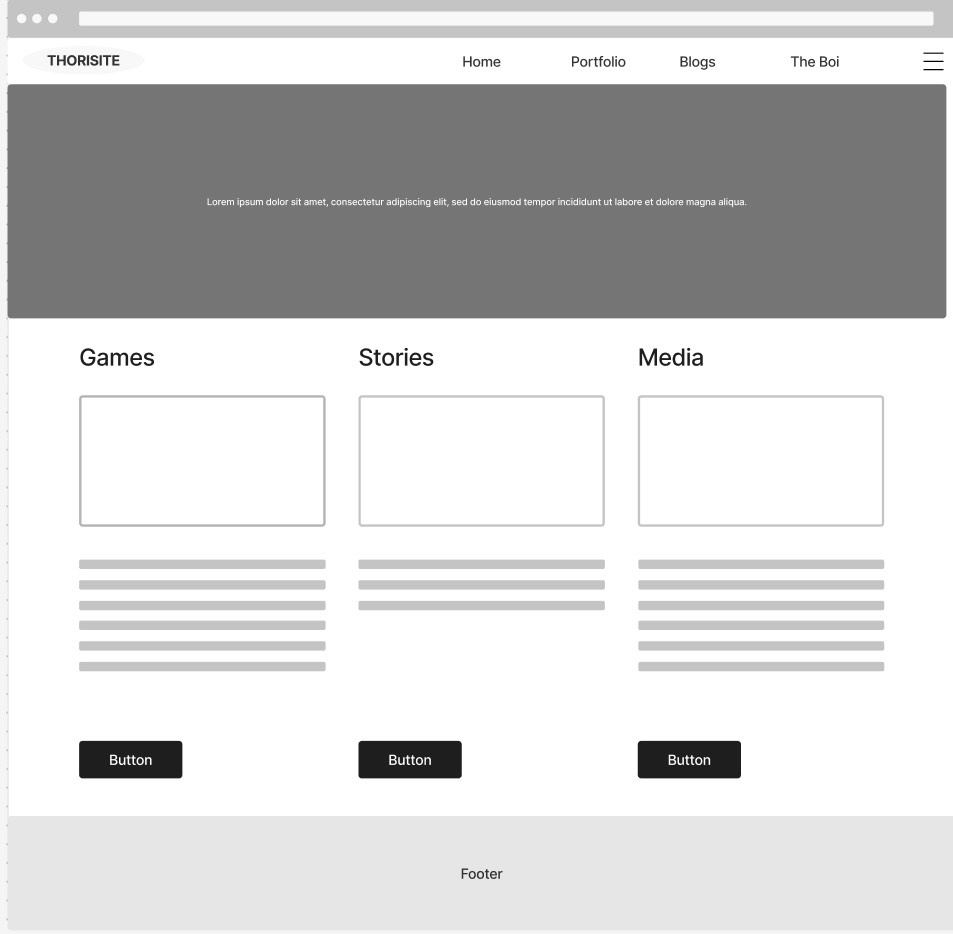 THORISITE
Home Portfolio Blogs The Boi
Lorem ipsum dolor sit amet, consectetur adipiscing elit, sed do eiusmod tempor incididunt ut labore et dolore magna aliqua.
Games Stories Media
Button Button Button
Footer